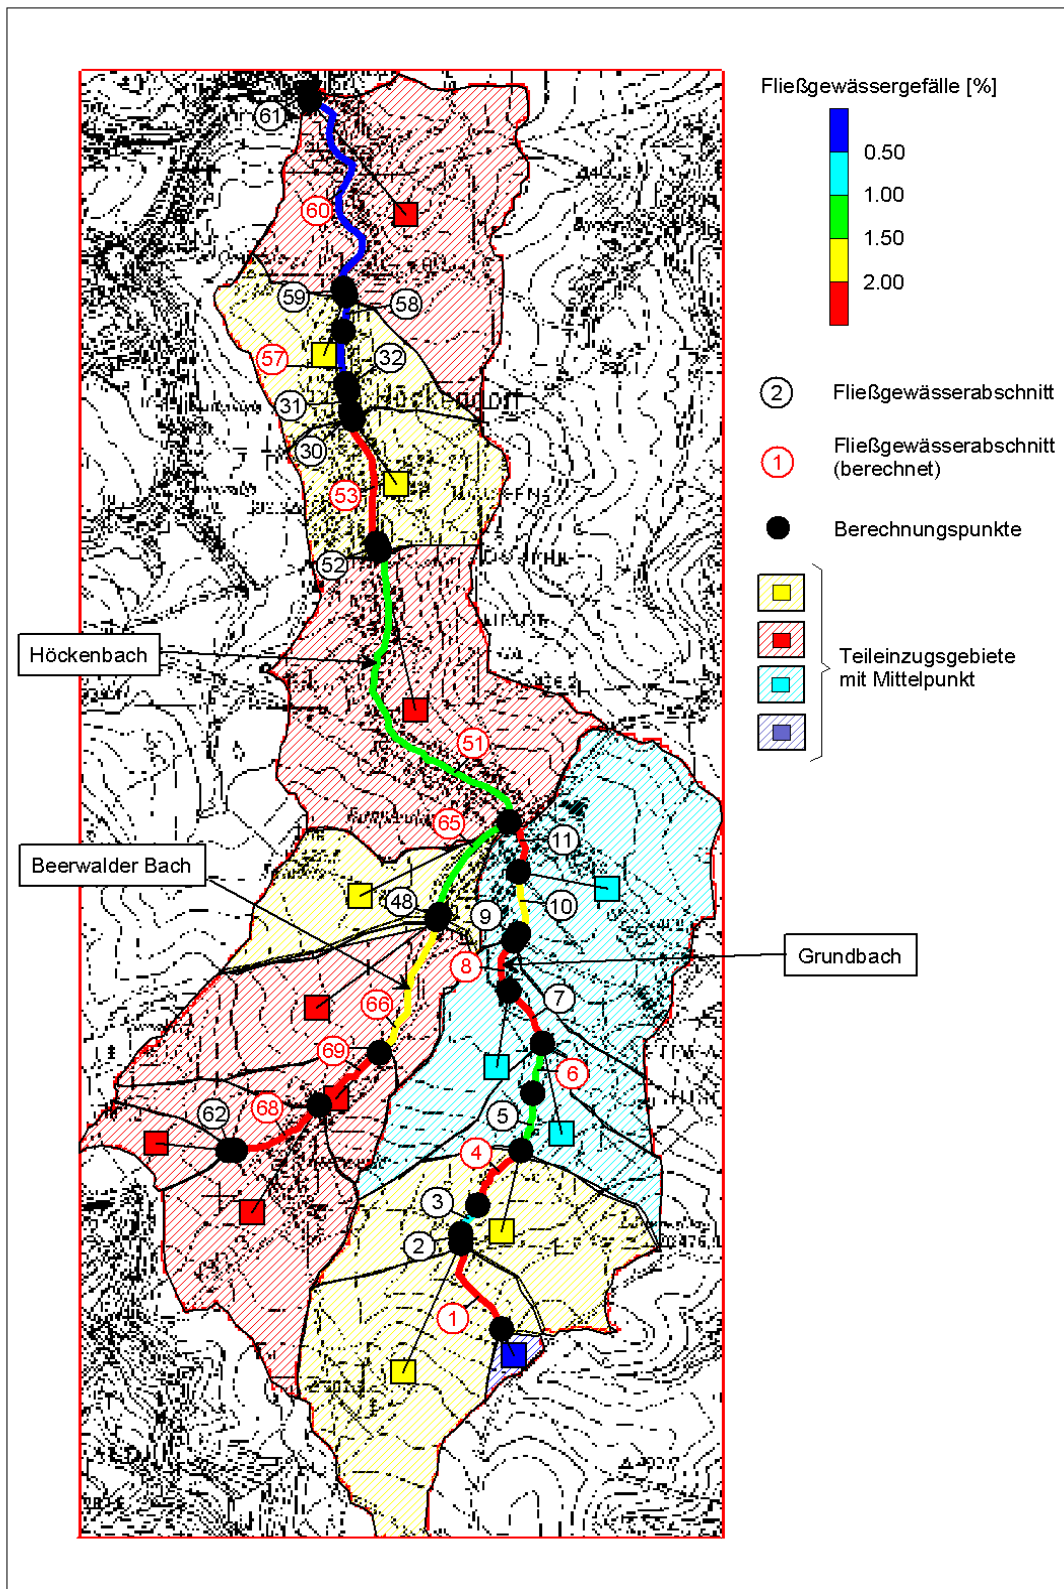 Fließgewässergefälle [%]
0.50
1.00
1.50
2.00
2 Fließgewässerabschnitt
1 Fließgewässerabschnitt
(berechnet)
Berechnungspunkte
Teileinzugsgebiete
mit Mittelpunkt
61
60
59
58
57
32
31
Höckendorf
30
53
52
Höckenbach
51
65
11
Beerwalder Bach
48
9
10
8
Grundbach
66
7
69
6
68
62
5
4
3
2
1